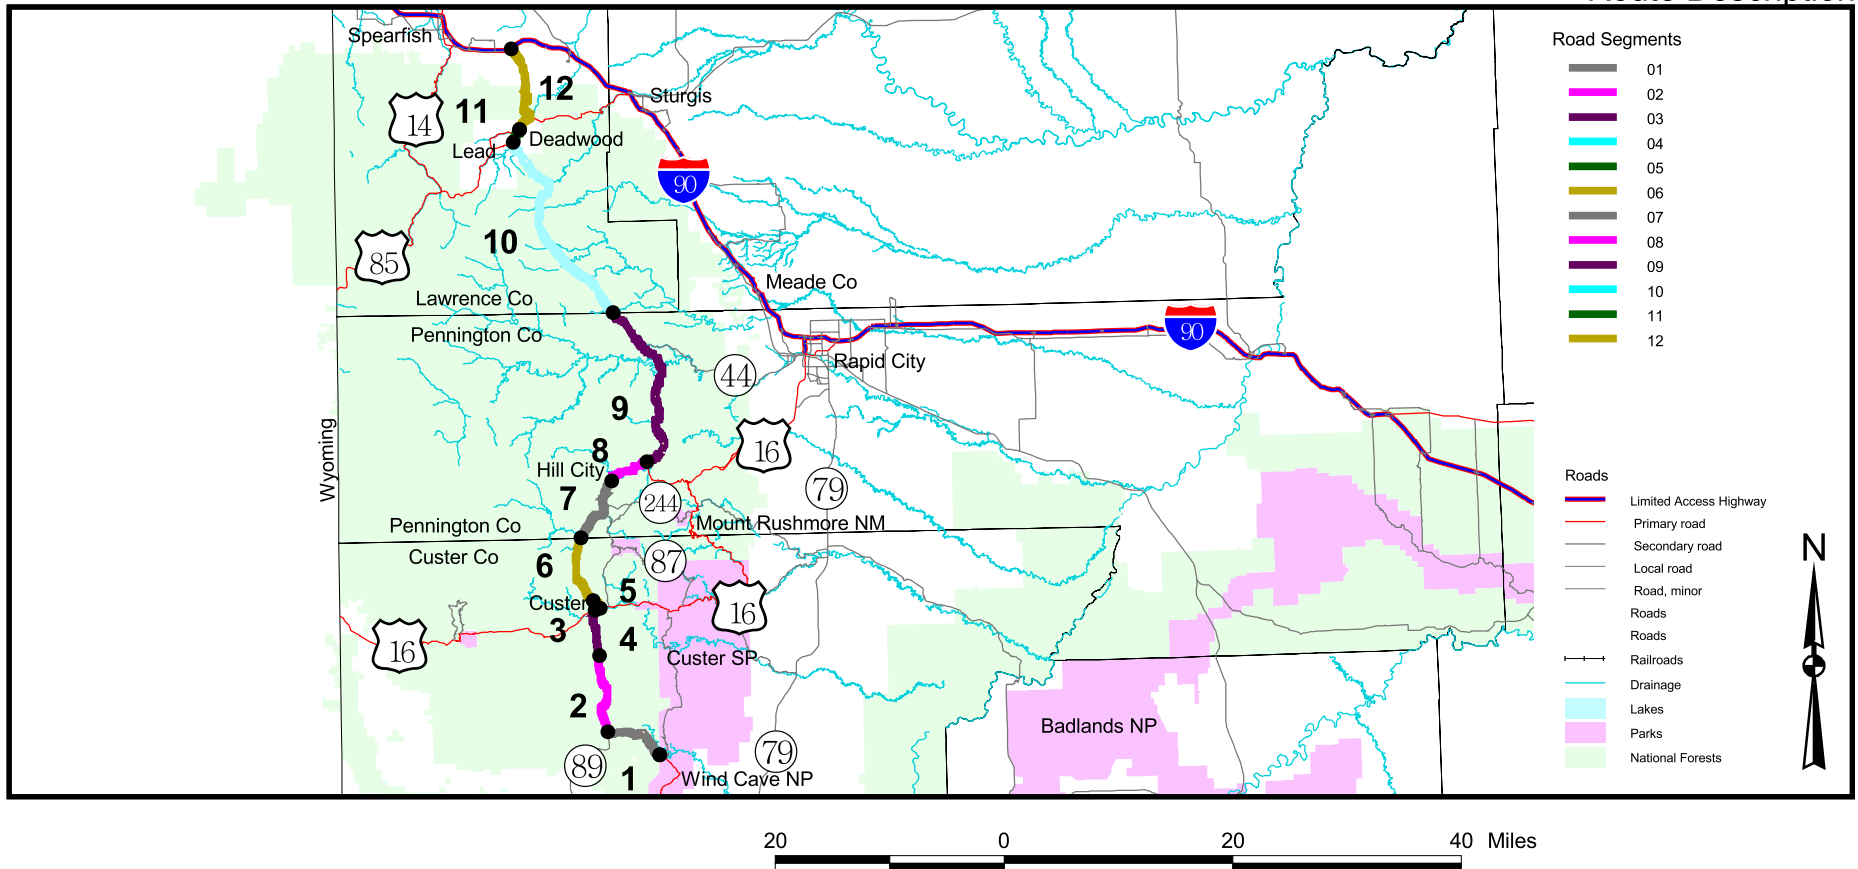 Route Description
Spearfish
12
11
14
Sturgis
Deadwood
Lead
90
10
85
Meade Co
Lawrence Co
Pennington Co
90
Rapid City
44
9
Wyoming
8
16
Hill City
7
244
79
Pennington Co
Mount Rushmore NM
Custer Co
6
87
5
Custer
16
3
4
16
Custer SP
2
Badlands NP
89
1
79
Wind Cave NP
Road Segments
01
02
03
04
05
06
07
08
09
10
11
12
Roads
Limited Access Highway
Primary road
Secondary road
Local road
Road, minor
Roads
Roads
Railroads
Drainage
Lakes
Parks
National Forests
N
20 0 20 40 Miles